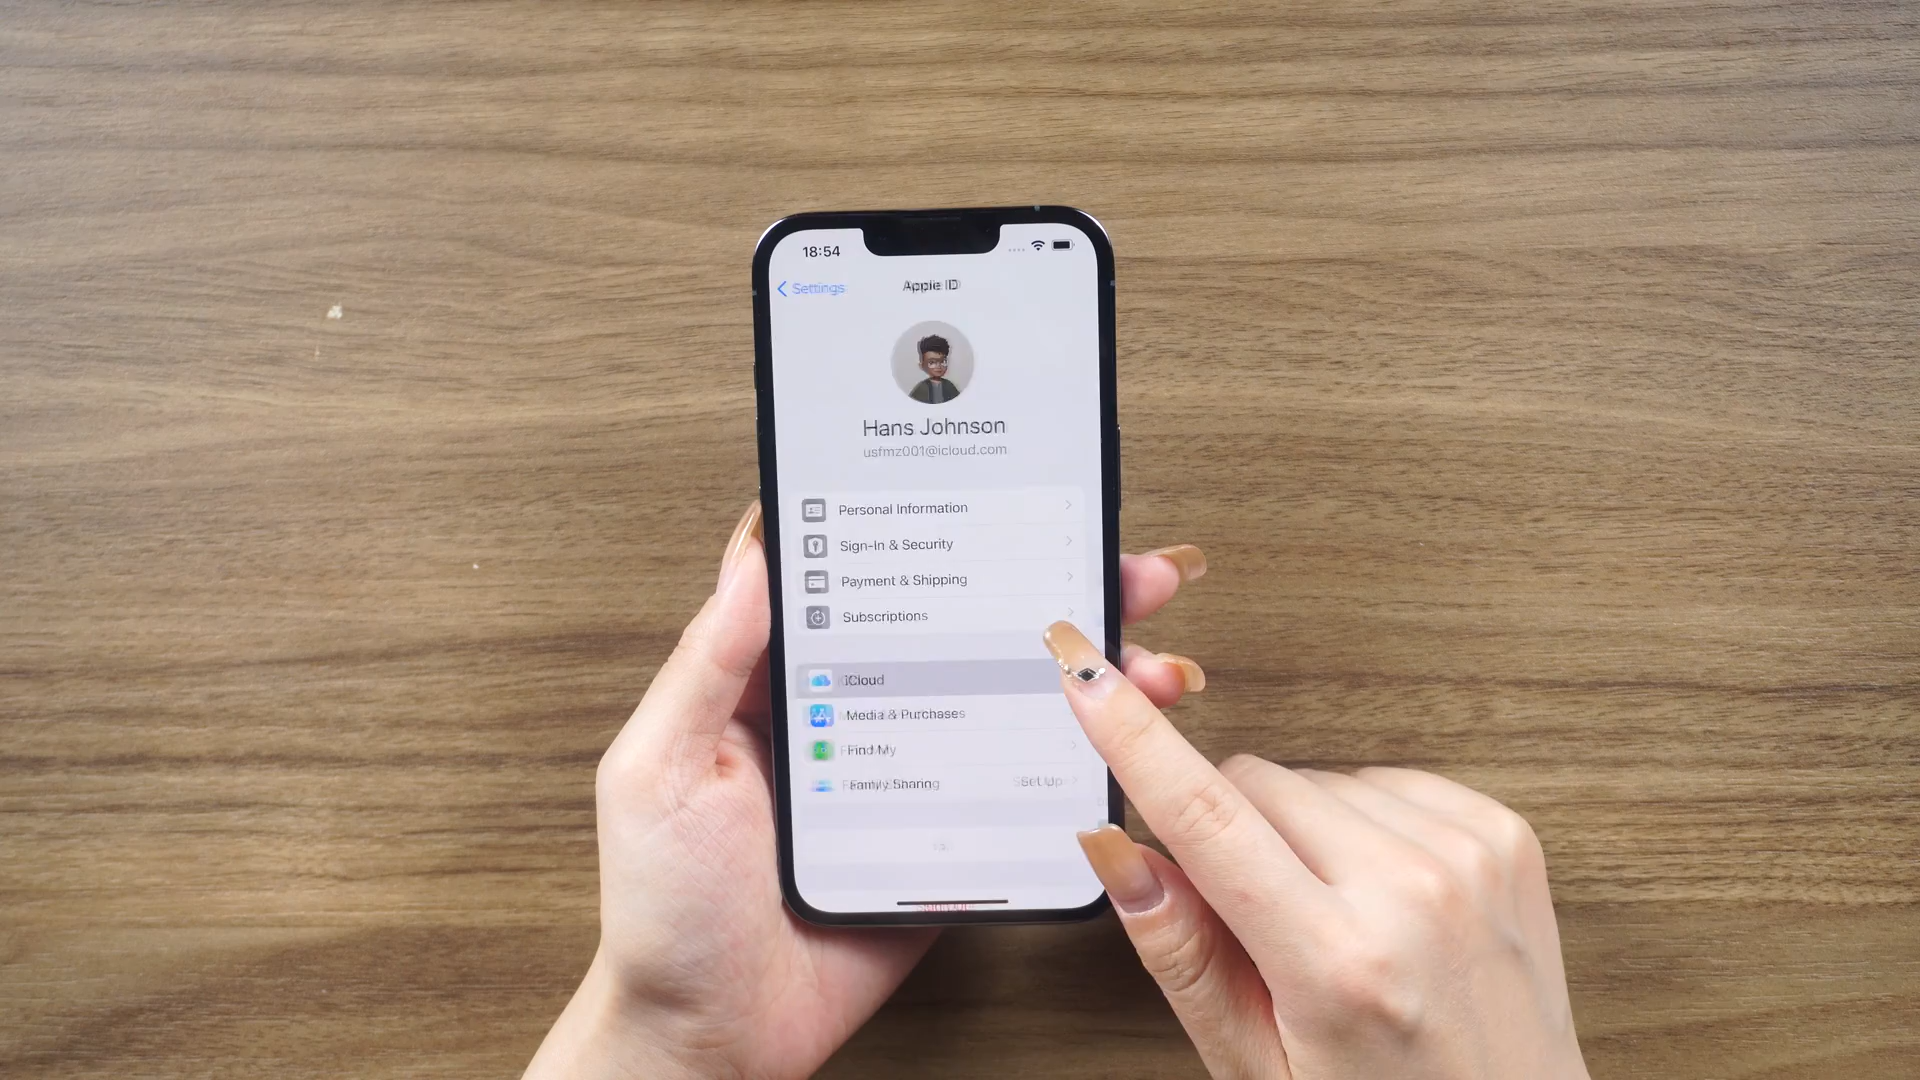 18:54
Settings
Apple ID
Hans Johnson
usfmz001@icloud.com
Personal Information
Sign-In & Security
Payment & Shipping
Subscriptions
iCloud
Media & Purchases
Find My
Family Sharing Set Up